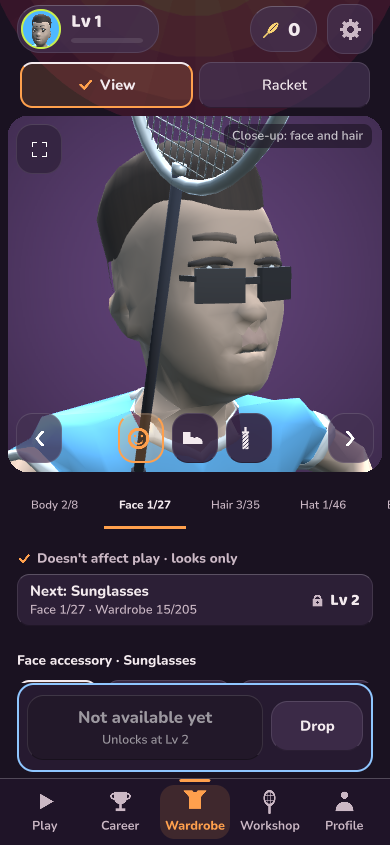 Lv 1
0
View
Racket
Close-up: face and hair
Body 2/8
Face 1/27
Hair 3/35
Hat 1/46
Doesn't affect play · looks only
Next: Sunglasses
Face 1/27 · Wardrobe 15/205
Lv 2
Face accessory · Sunglasses
Not available yet
Unlocks at Lv 2
Drop
Play
Career
Wardrobe
Workshop
Profile